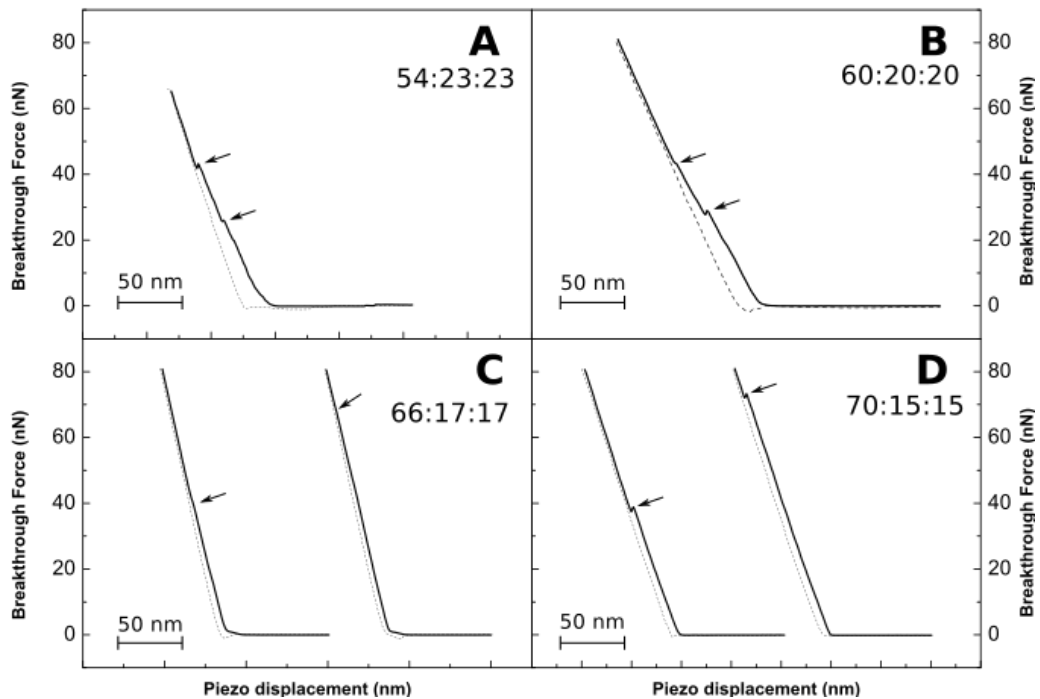 A
54:23:23
80
60
40
20
0
Breakthrough Force (nN)
50 nm
B
60:20:20
80
60
40
20
0
Breakthrough Force (nN)
50 nm
C
66:17:17
80
60
40
20
0
Breakthrough Force (nN)
50 nm
Piezo displacement (nm)
D
70:15:15
80
60
40
20
0
Breakthrough Force (nN)
50 nm
Piezo displacement (nm)